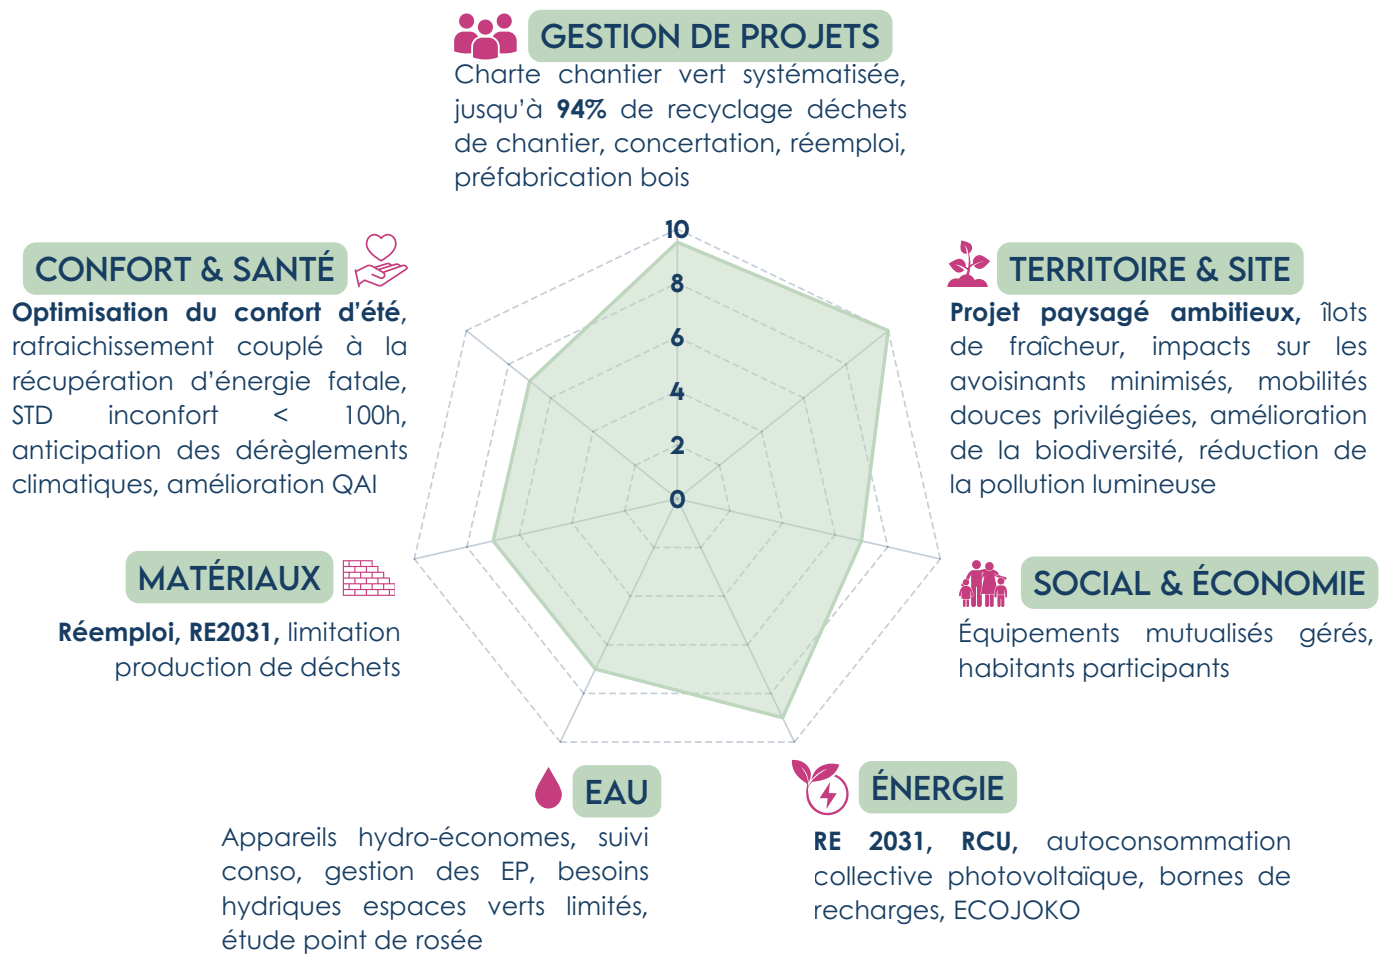 GESTION DE PROJETS
Charte chantier vert systématisée,
jusqu’à 94% de recyclage déchets
de chantier, concertation, réemploi,
préfabrication bois
CONFORT & SANTÉ
Optimisation du confort d’été,
rafraichissement couplé à la
récupération d’énergie fatale,
STD inconfort < 100h,
anticipation des dérèglements
climatiques, amélioration QAI
10
8
6
4
2
0
TERRITOIRE & SITE
Projet paysagé ambitieux, îlots
de fraîcheur, impacts sur les
avoisinants minimisés, mobilités
douces privilégiées, amélioration
de la biodiversité, réduction de
la pollution lumineuse
MATÉRIAUX
Réemploi, RE2031, limitation
production de déchets
SOCIAL & ÉCONOMIE
Équipements mutualisés gérés,
habitants participants
EAU
Appareils hydro-économes, suivi
conso, gestion des EP, besoins
hydriques espaces verts limités,
étude point de rosée
ÉNERGIE
RE 2031, RCU, autoconsommation
collective photovoltaïque, bornes de
recharges, ECOJOKO